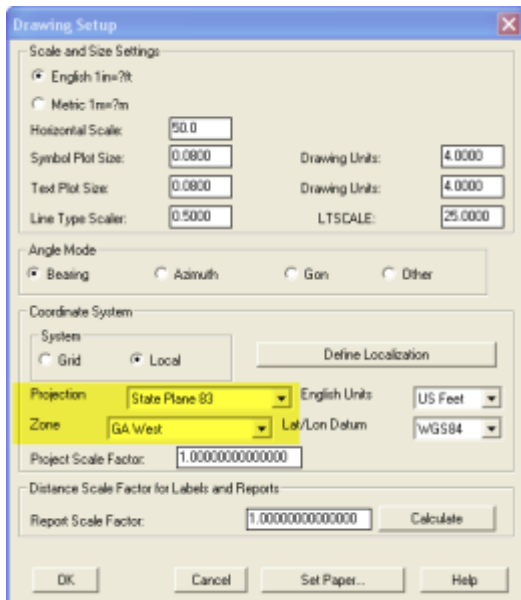 Drawing Setup
Scale and Size Settings
English 1in=?ft
Metric 1m=?m
Horizontal Scale: 50.0
Symbol Plot Size: 0.0800 Drawing Units: 4.0000
Text Plot Size: 0.0800 Drawing Units: 4.0000
Line Type Scaler: 0.5000 LTSCALE: 25.0000
Angle Mode
Bearing Azimuth Gon Other
Coordinate System
System
Grid Local Define Localization
Projection State Plane 83 English Units US Feet
Zone GA West Lat/Lon Datum WGS84
Project Scale Factor: 1.00000000000000
Distance Scale Factor for Labels and Reports
Report Scale Factor: 1.00000000000000 Calculate
OK Cancel Set Paper... Help